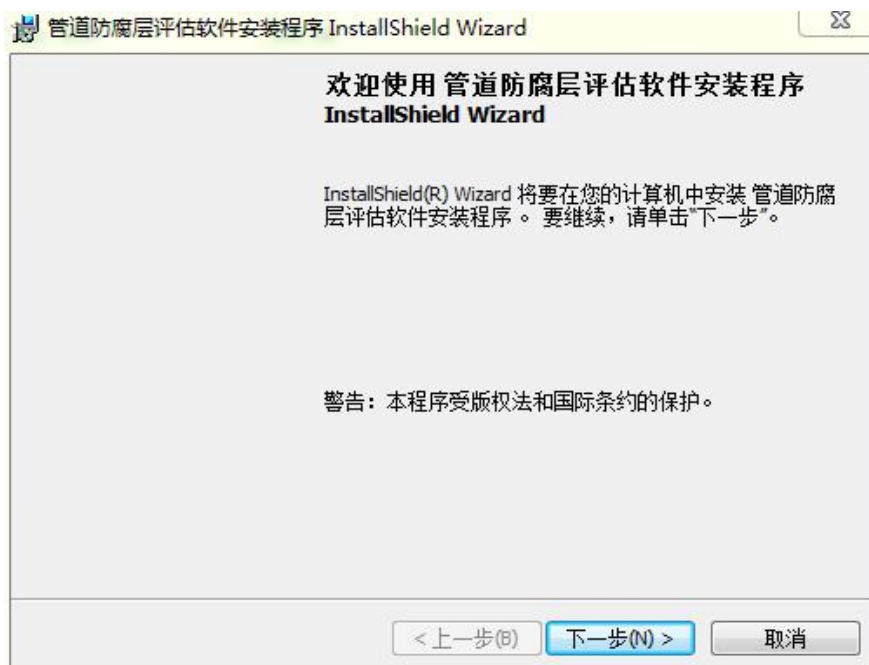 管道防腐层评估软件安装程序 InstallShield Wizard
欢迎使用 管道防腐层评估软件安装程序
InstallShield Wizard
InstallShield(R) Wizard 将要在您的计算机中安装 管道防腐
层评估软件安装程序 。 要继续，请单击“下一步”。
警告：本程序受版权法和国际条约的保护。
< 上一步(B) 下一步(N) > 取消